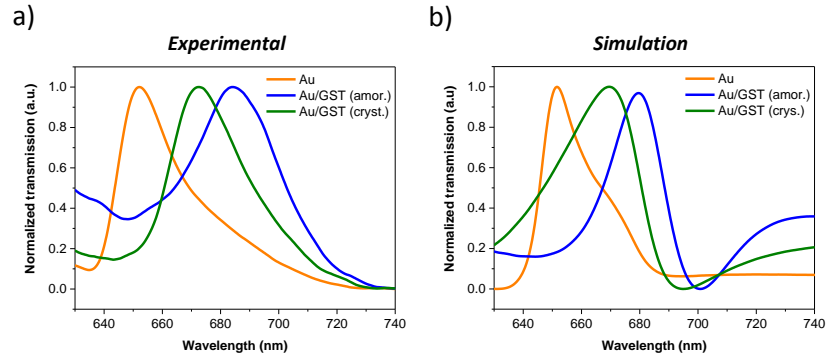 a)
Experimental
Normalized transmission (a.u.)
1.0
0.8
0.6
0.4
0.2
0.0
Au
Au/GST (amor.)
Au/GST (cryst.)
640 660 680 700 720 740
Wavelength (nm)
b)
Simulation
Normalized transmission (a.u)
1.0
0.8
0.6
0.4
0.2
0.0
Au
Au/GST (amor.)
Au/GST (crys.)
640 660 680 700 720 740
Wavelength (nm)